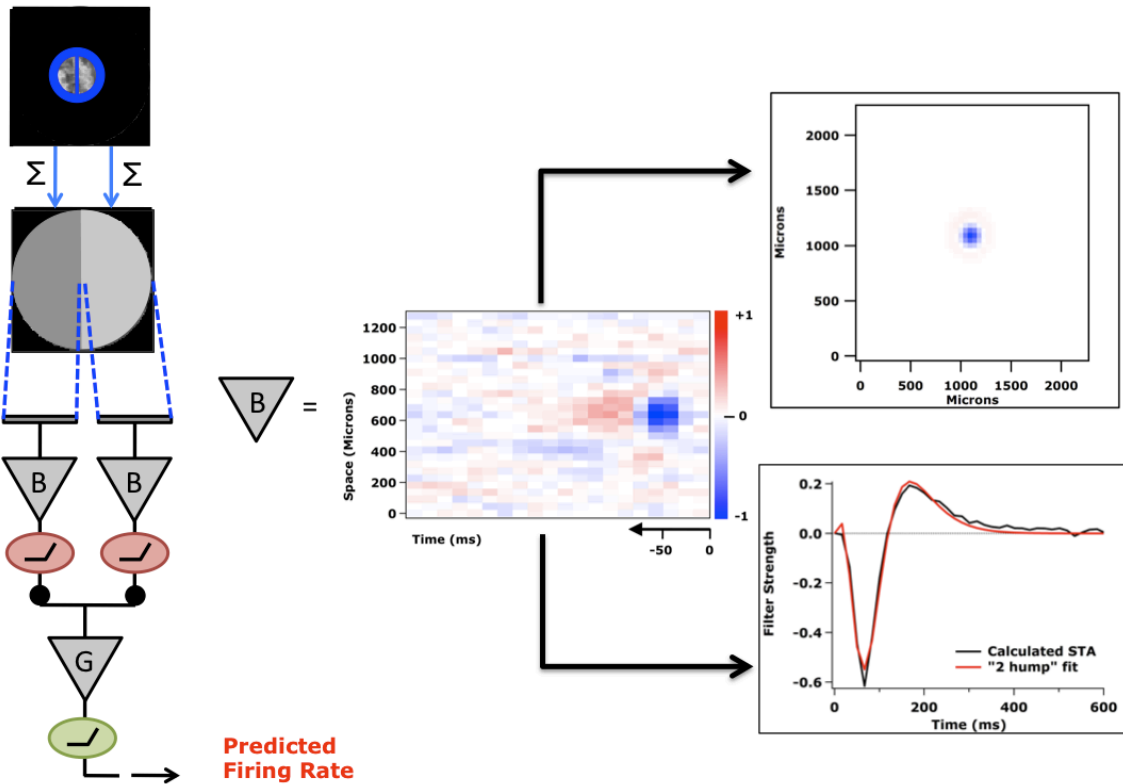 Σ Σ
B B
G
Predicted
Firing Rate
B =
Space (Microns)
1200
1000
800
600
400
200
0
Time (ms)
-50 0
+1
0
-1
Microns
2000
1500
1000
500
0
0 500 1000 1500 2000
Microns
Filter Strength
0.2
0.0
-0.2
-0.4
-0.6
Calculated STA
"2 hump" fit
0 200 400 600
Time (ms)